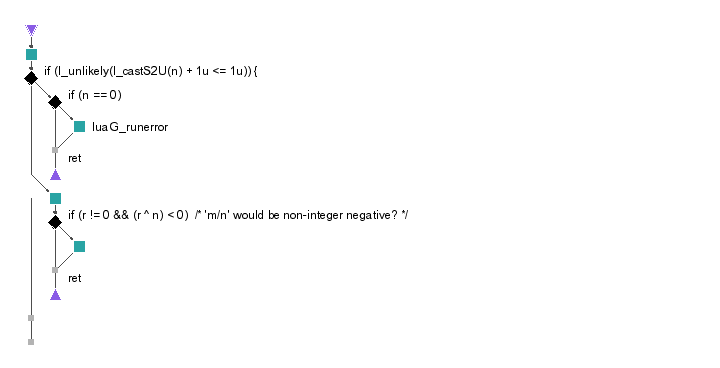 if (l_unlikely(l_castS2U(n) + 1u <= 1u)) {
if (n == 0)
luaG_runerror
ret
if (r != 0 && (r ^ n) < 0)  /* 'm/n' would be non-integer negative? */
ret